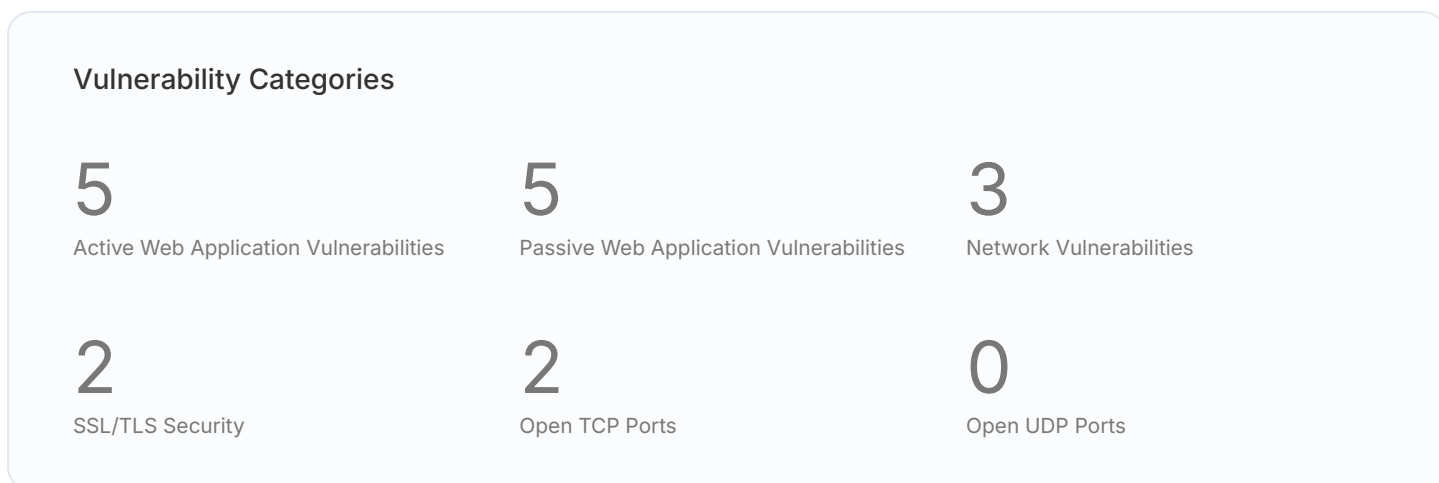 Vulnerability Categories
5 5 3
Active Web Application Vulnerabilities Passive Web Application Vulnerabilities Network Vulnerabilities
2 2 0
SSL/TLS Security Open TCP Ports Open UDP Ports